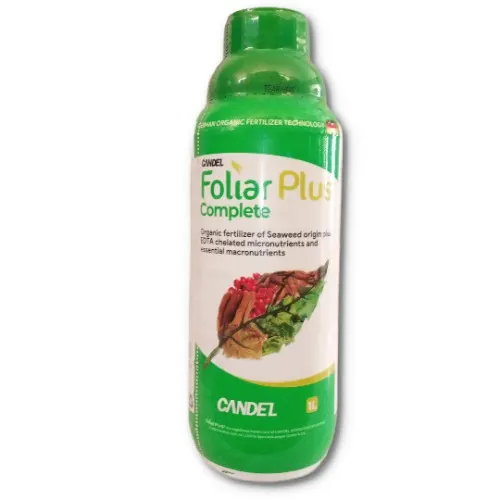 GERMAN ORGANIC FERTILIZER TECHNOLOGY
CANDEL
Foliar Plus
Complete
Organic fertilizer of Seaweed origin plus
EDTA chelated micronutrients and
essential macronutrients
CANDEL
1L